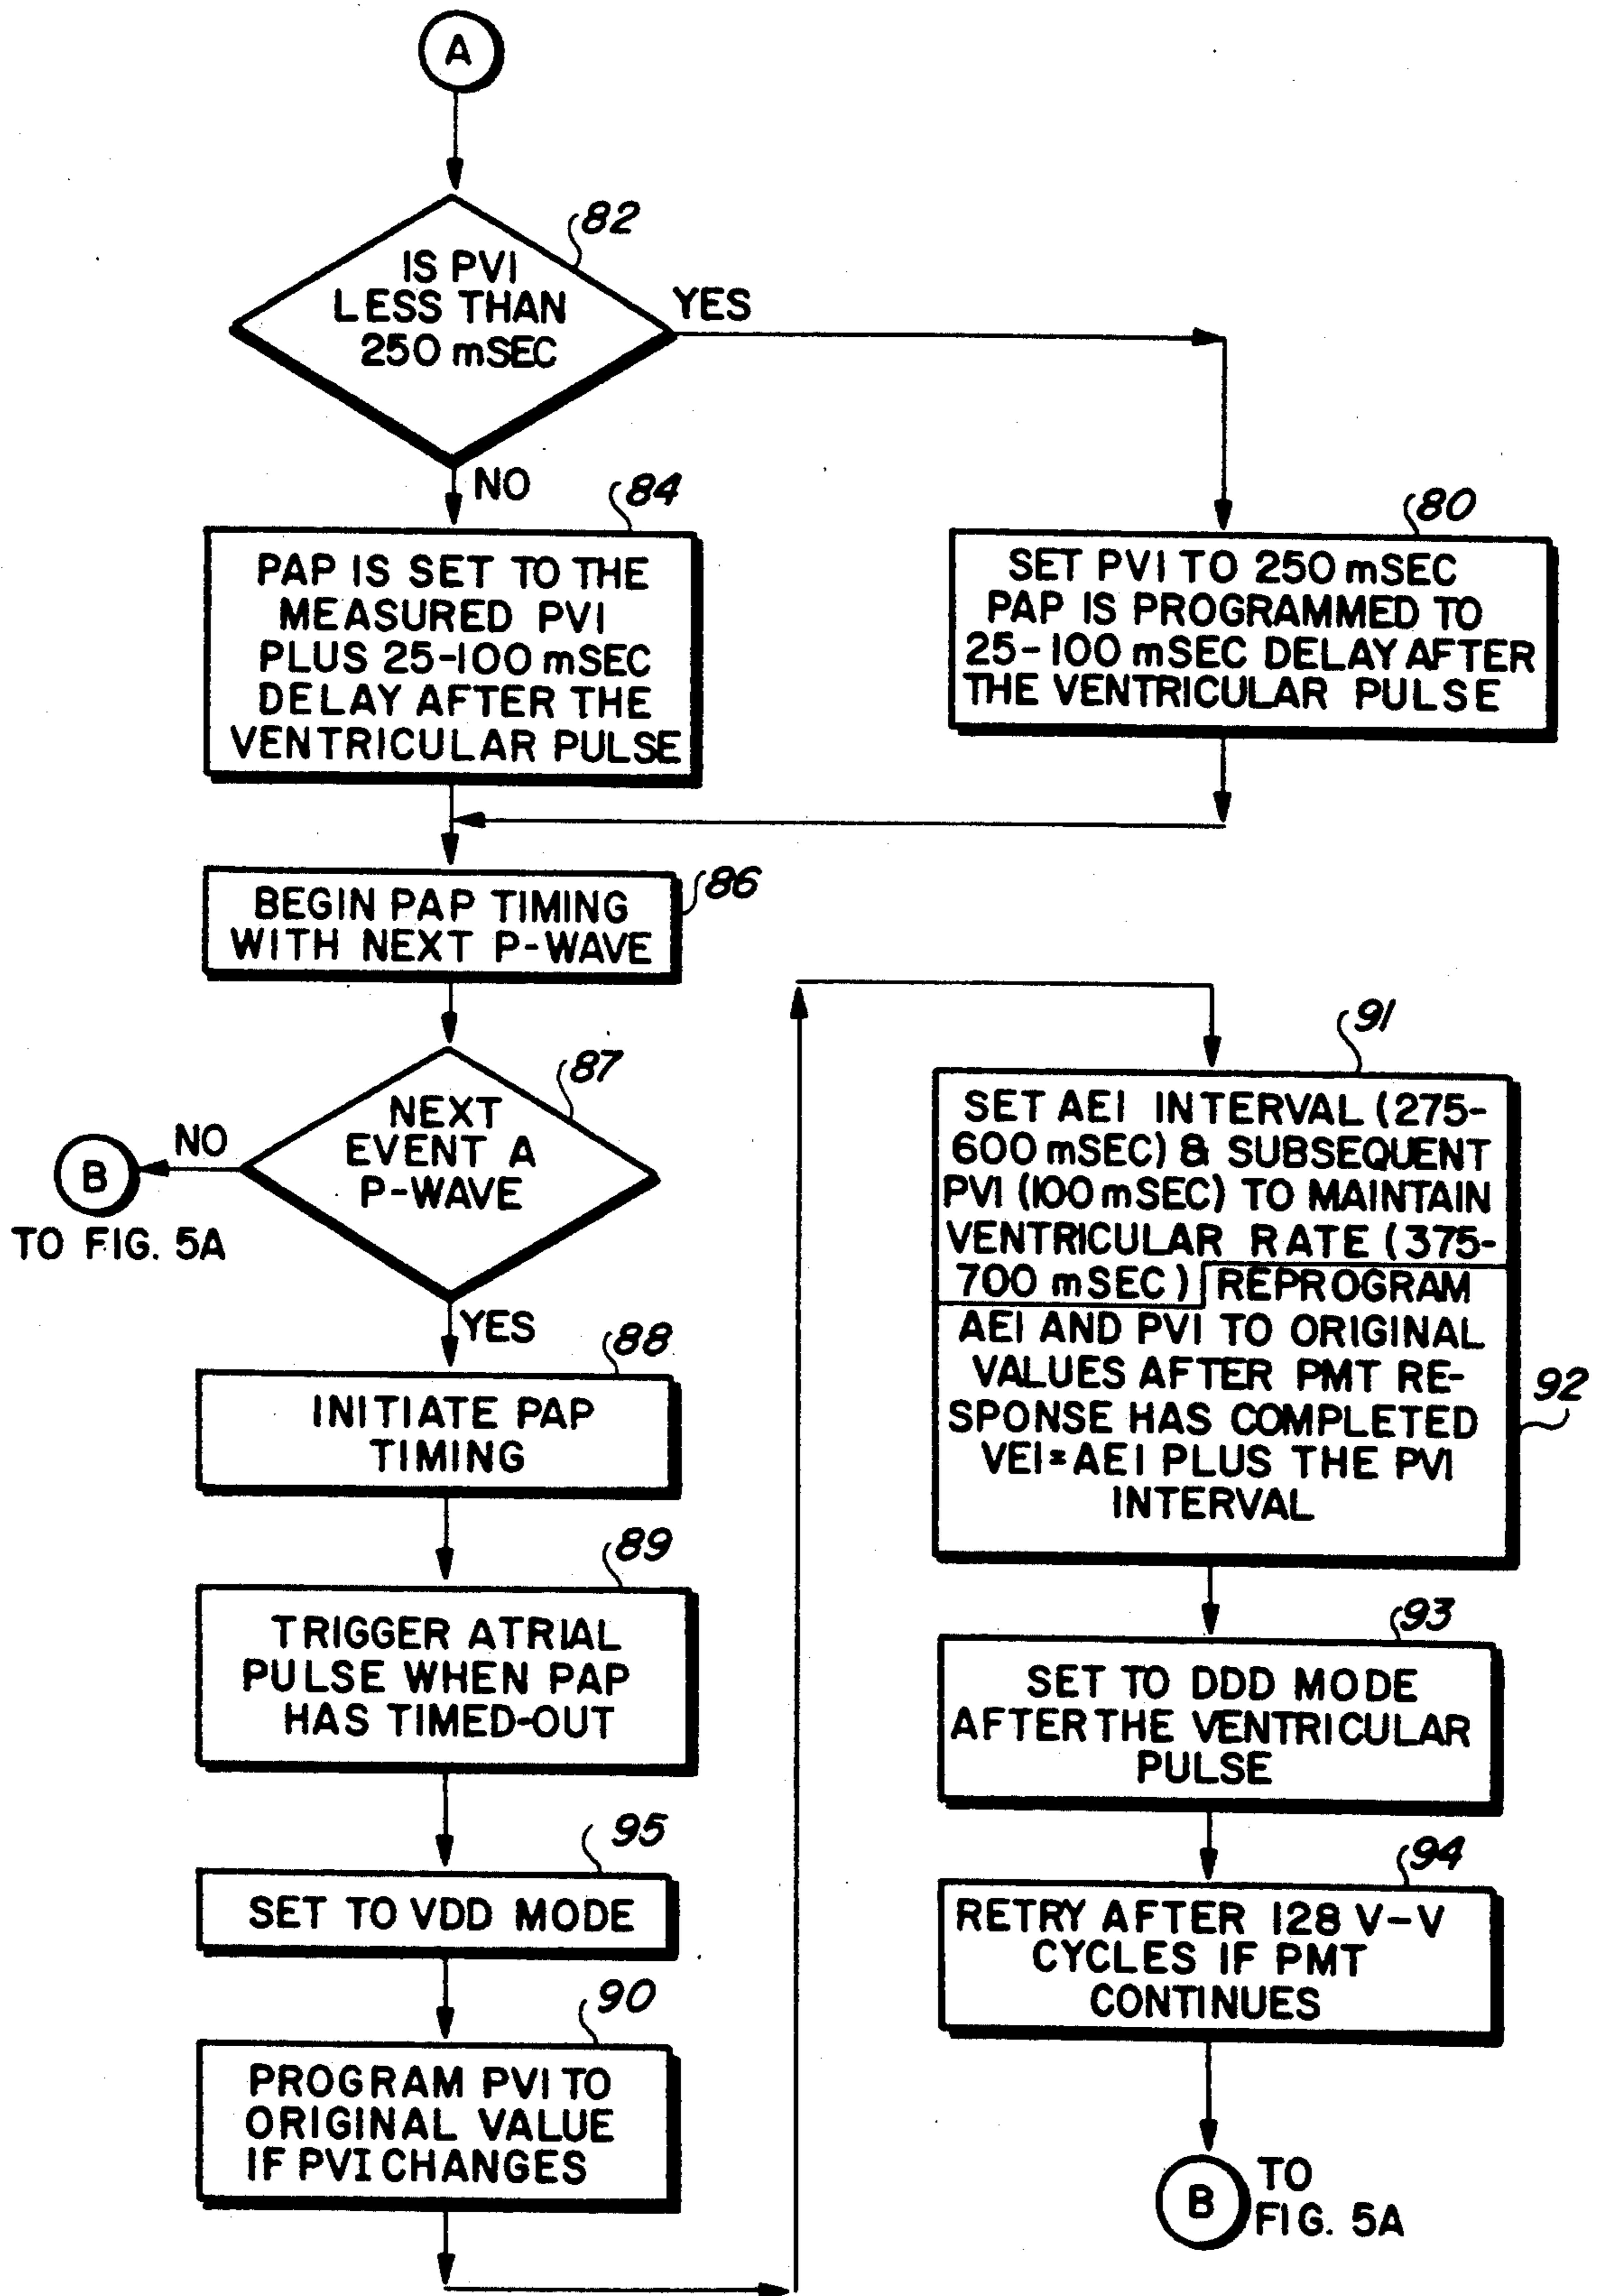 A
82
IS PVI
LESS THAN
250 mSEC
YES
NO
84
PAP IS SET TO THE
MEASURED PVI
PLUS 25-100 mSEC
DELAY AFTER THE
VENTRICULAR PULSE
80
SET PVI TO 250 mSEC
PAP IS PROGRAMMED TO
25-100 mSEC DELAY AFTER
THE VENTRICULAR PULSE
86
BEGIN PAP TIMING
WITH NEXT P-WAVE
87
NEXT
EVENT A
P-WAVE
NO
B
TO FIG. 5A
YES
88
INITIATE PAP
TIMING
89
TRIGGER ATRIAL
PULSE WHEN PAP
HAS TIMED-OUT
95
SET TO VDD MODE
90
PROGRAM PVI TO
ORIGINAL VALUE
IF PVI CHANGES
91
SET AEI INTERVAL (275-
600 mSEC) & SUBSEQUENT
PVI (100 mSEC) TO MAINTAIN
VENTRICULAR RATE (375-
700 mSEC) REPROGRAM
AEI AND PVI TO ORIGINAL
VALUES AFTER PMT RE-
SPONSE HAS COMPLETED
VEI=AEI PLUS THE PVI
INTERVAL
92
93
SET TO DDD MODE
AFTER THE VENTRICULAR
PULSE
94
RETRY AFTER 128 V-V
CYCLES IF PMT
CONTINUES
B
TO
FIG. 5A